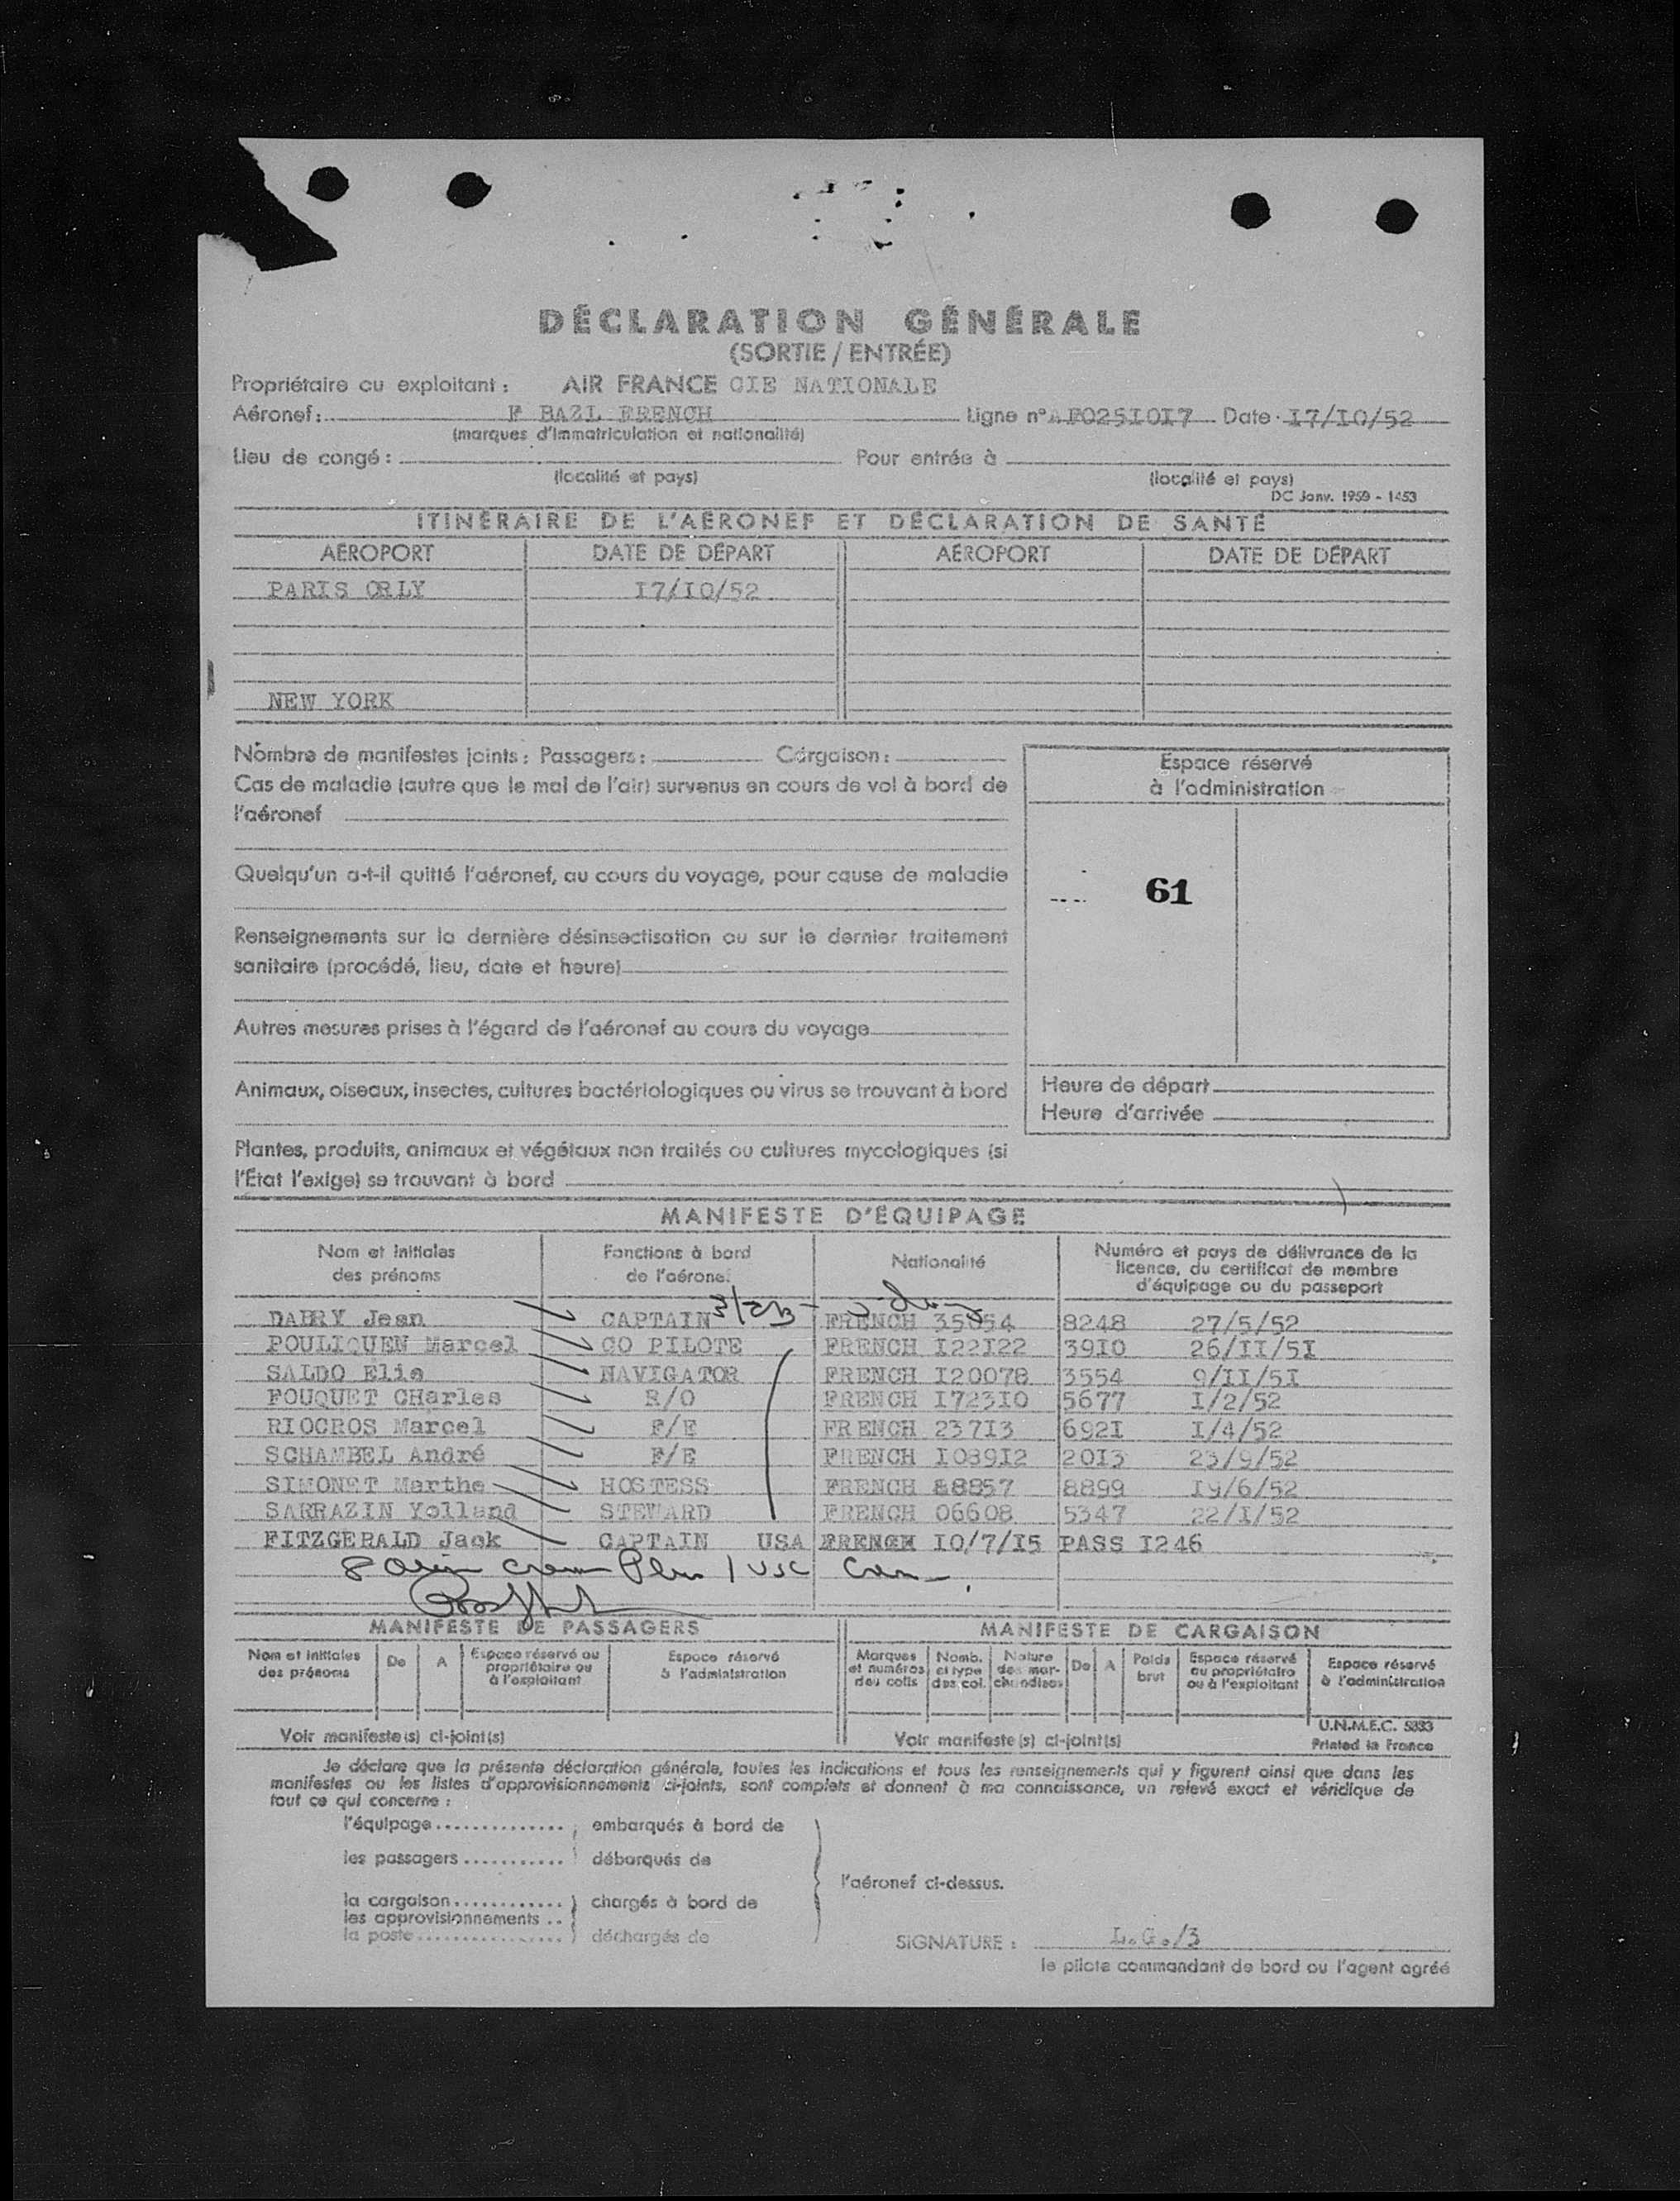 DÉCLARATION GÉNÉRALE
(SORTIE / ENTRÉE)
Propriétaire ou exploitant : AIR FRANCE CIE NATIONALE
Aéronef : F BAZL FRENCH Ligne n° AF0251017 Date 17/10/52
(marques d'immatriculation et nationalité)
Lieu de congé : Pour entrée à
(localité et pays) (localité et pays)
DC Janv. 1950 - 1453
ITINÉRAIRE DE L'AÉRONEF ET DÉCLARATION DE SANTÉ
AÉROPORT DATE DE DÉPART AÉROPORT DATE DE DÉPART
PARIS ORLY I7/IO/52
NEW YORK
Nombre de manifestes joints : Passagers : Cargaison :
Cas de maladie (autre que le mal de l'air) survenus en cours de vol à bord de
l'aéronef
Quelqu'un a-t-il quitté l'aéronef, au cours du voyage, pour cause de maladie
Renseignements sur la dernière désinsectisation ou sur le dernier traitement
sanitaire (procédé, lieu, date et heure)
Autres mesures prises à l'égard de l'aéronef au cours du voyage
Animaux, oiseaux, insectes, cultures bactériologiques ou virus se trouvant à bord
Plantes, produits, animaux et végétaux non traités ou cultures mycologiques (si
l'État l'exige) se trouvant à bord
Espace réservé
à l'administration
61
Heure de départ
Heure d'arrivée
MANIFESTE D'ÉQUIPAGE
Nom et initiales des prénoms Fonctions à bord de l'aéronef Nationalité Numéro et pays de délivrance de la licence, du certificat de membre d'équipage ou du passeport
DABRY Jean CAPTAIN FRENCH 8248 27/5/52
POULIQUEN Marcel CO PILOTE FRENCH I22I22 39IO 26/II/5I
SALDO Élie NAVIGATOR FRENCH I20078 3554 9/II/5I
FOUQUET CHarles R/O FRENCH I723IO 5677 I/2/52
RIOCROS Marcel F/E FRENCH 237I3 692I I/4/52
SCHAMBEL André F/E FRENCH I089I2 20I3 23/9/52
SIMONET Marthe HOSTESS FRENCH 88857 8899 I9/6/52
SARRAZIN Yolland STEWARD FRENCH 06608 5347 22/I/52
FITZGERALD Jack CAPTAIN USA FRENCH IO/7/I5 PASS I246
8 crew Plus 1 USC
MANIFESTE DE PASSAGERS MANIFESTE DE CARGAISON
Nom et initiales des prénoms De A Espace réservé au propriétaire ou à l'exploitant Espace réservé à l'administration Marques et numéros des colis Nomb. et type des col. Nature des marchandises De A Poids brut Espace réservé au propriétaire ou à l'exploitant Espace réservé à l'administration
Voir manifeste(s) ci-joint(s) Voir manifeste(s) ci-joint(s)
U.N.M.E.C. 5393
Printed in France
Je déclare que la présente déclaration générale, toutes les indications et tous les renseignements qui y figurent ainsi que dans les
manifestes ou les listes d'approvisionnements ci-joints, sont complets et donnent à ma connaissance, un relevé exact et véridique de
tout ce qui concerne :
l'équipage .............. embarqués à bord de
les passagers ........... débarqués de
l'aéronef ci-dessus.
la cargaison ............ chargés à bord de
les approvisionnements ..
la poste ................ déchargés de
SIGNATURE : L.G./3
le pilote commandant de bord ou l'agent agréé